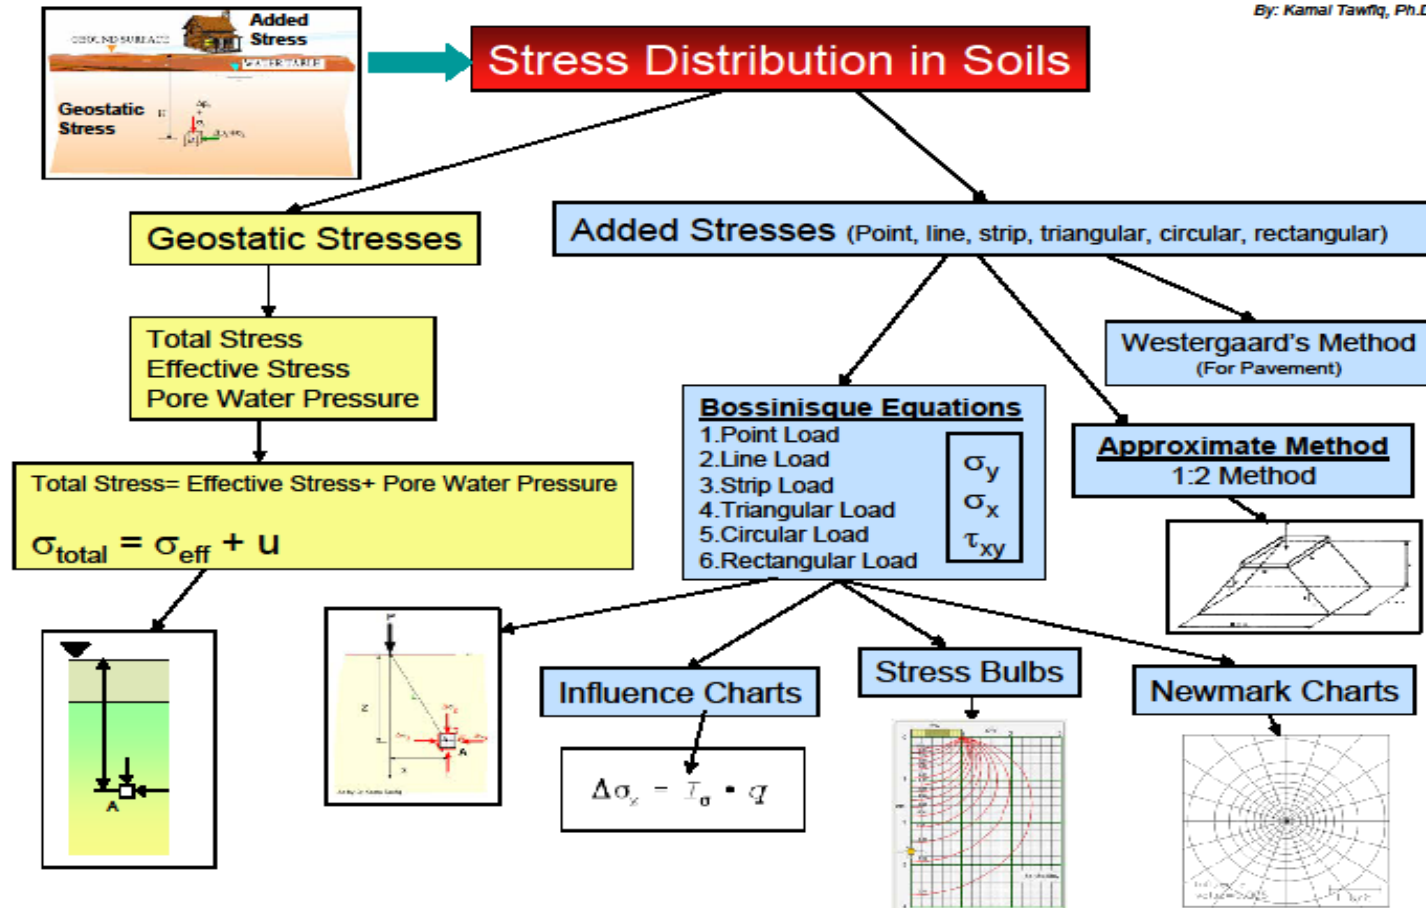 By: Kamal Tawfiq, Ph.D
Added
Stress
GROUND SURFACE
WATER TABLE
Geostatic
Stress
Stress Distribution in Soils
Geostatic Stresses
Added Stresses (Point, line, strip, triangular, circular, rectangular)
Total Stress
Effective Stress
Pore Water Pressure
Westergaard's Method
(For Pavement)
Bossinisque Equations
1.Point Load
2.Line Load
3.Strip Load
4.Triangular Load
5.Circular Load
6.Rectangular Load
σy
σx
τxy
Approximate Method
1:2 Method
Total Stress= Effective Stress+ Pore Water Pressure
σtotal = σeff + u
A
P
Z
A
x
Influence Charts
Stress Bulbs
Newmark Charts
Δσz = Iσ • q